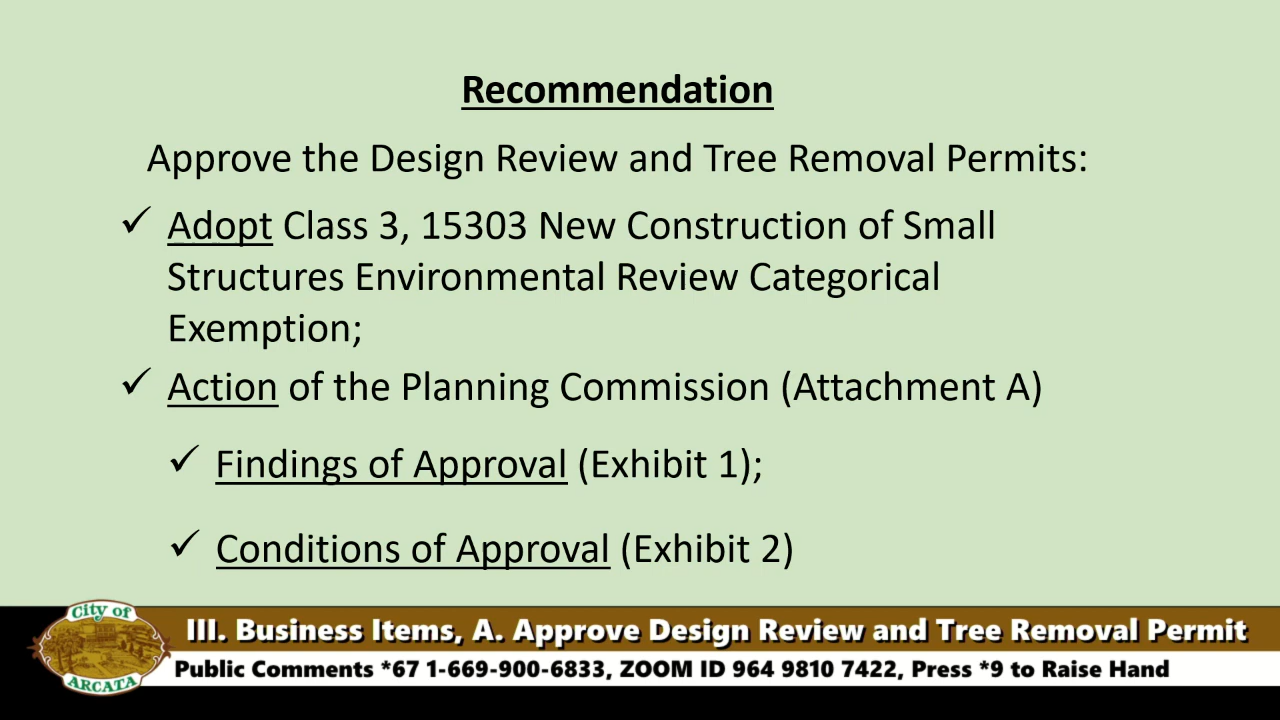 Recommendation
Approve the Design Review and Tree Removal Permits:
✓ Adopt Class 3, 15303 New Construction of Small
Structures Environmental Review Categorical
Exemption;
✓ Action of the Planning Commission (Attachment A)
✓ Findings of Approval (Exhibit 1);
✓ Conditions of Approval (Exhibit 2)
City of
ARCATA
III. Business Items, A. Approve Design Review and Tree Removal Permit
Public Comments *67 1-669-900-6833, ZOOM ID 964 9810 7422, Press *9 to Raise Hand